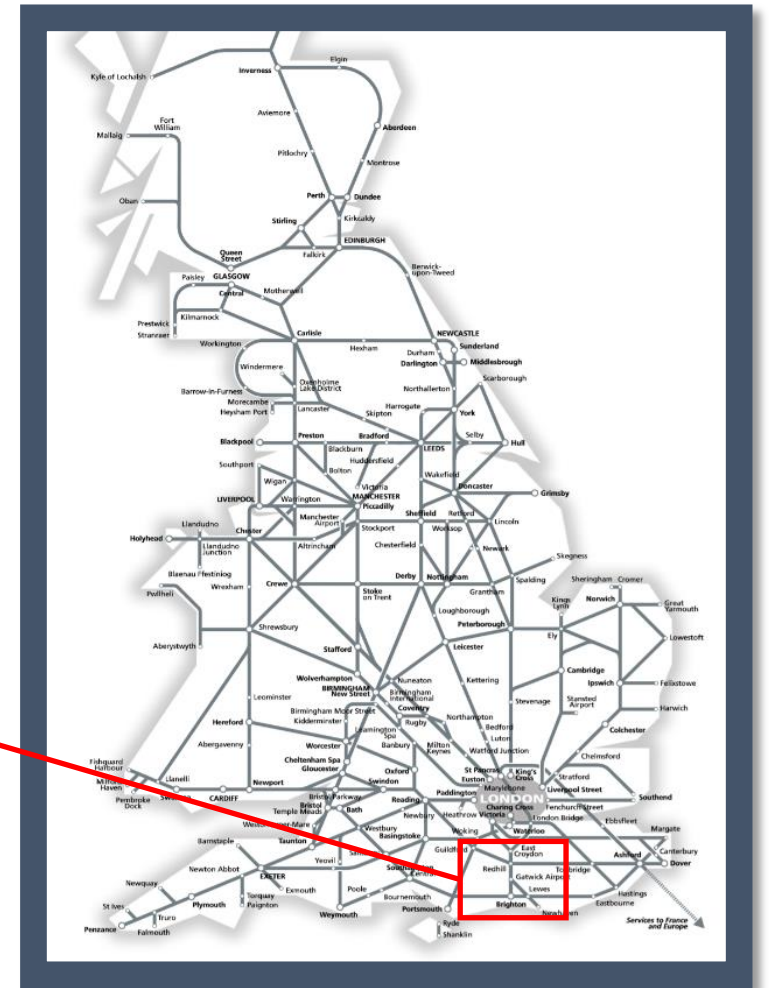 Elgin
Inverness
Kyle of Lochalsh
Aviemore
Fort
William
Mallaig
Aberdeen
Pitlochry
Montrose
Perth
Dundee
Oban
Kirkcaldy
Stirling
EDINBURGH
Queen
Street
Falkirk
Berwick-
upon-Tweed
Paisley
GLASGOW
Central
Motherwell
Prestwick
Kilmarnock
Stranraer
Carlisle
NEWCASTLE
Workington
Hexham
Durham
Sunderland
Darlington
Middlesbrough
Windermere
Oxenholme
Lake District
Northallerton
Scarborough
Barrow-in-Furness
Morecambe
Heysham Port
Lancaster
Harrogate
York
Skipton
Blackpool
Preston
Bradford
Selby
Hull
Blackburn
LEEDS
Huddersfield
Southport
Bolton
Wakefield
Wigan
Victoria
Doncaster
Grimsby
LIVERPOOL
Warrington
MANCHESTER
Piccadilly
Manchester
Airport
Sheffield
Retford
Lincoln
Llandudno
Chester
Stockport
Worksop
Holyhead
Llandudno
Junction
Altrincham
Chesterfield
Newark
Skegness
Blaenau Ffestiniog
Wrexham
Crewe
Stoke
on Trent
Derby
Nottingham
Grantham
Spalding
Sheringham
Cromer
Pwllheli
Kings
Lynn
Norwich
Great
Yarmouth
Loughborough
Shrewsbury
Peterborough
Ely
Lowestoft
Aberystwyth
Stafford
Leicester
Wolverhampton
Cambridge
BIRMINGHAM
New Street
Nuneaton
Kettering
Ipswich
Felixstowe
Birmingham
International
Leominster
Coventry
Stevenage
Stansted
Airport
Harwich
Birmingham Moor Street
Kidderminster
Rugby
Northampton
Hereford
Leamington
Spa
Bedford
Colchester
Worcester
Banbury
Milton
Keynes
Luton
Abergavenny
Watford Junction
Chelmsford
Cheltenham Spa
Gloucester
Oxford
St Pancras
King's
Cross
Fishguard
Harbour
Euston
Stratford
Milford
Haven
Llanelli
Swindon
Marylebone
Liverpool Street
Newport
Paddington
LONDON
Southend
Pembroke
Dock
Swansea
CARDIFF
Bristol Parkway
Reading
Fenchurch Street
Bristol
Temple Meads
Bath
Charing Cross
Newbury
Heathrow
Victoria
London Bridge
Ebbsfleet
Weston-super-Mare
Westbury
Basingstoke
Woking
Waterloo
Margate
Barnstaple
Taunton
Guildford
East
Croydon
Canterbury
Ashford
Yeovil
Redhill
Tonbridge
Dover
Newton Abbot
EXETER
Southampton
Central
Gatwick Airport
Newquay
Exmouth
Poole
Lewes
Hastings
Torquay
Paignton
Bournemouth
Brighton
Eastbourne
St Ives
Plymouth
Weymouth
Portsmouth
Newhaven
Truro
Ryde
Services to France
and Europe
Penzance
Falmouth
Shanklin